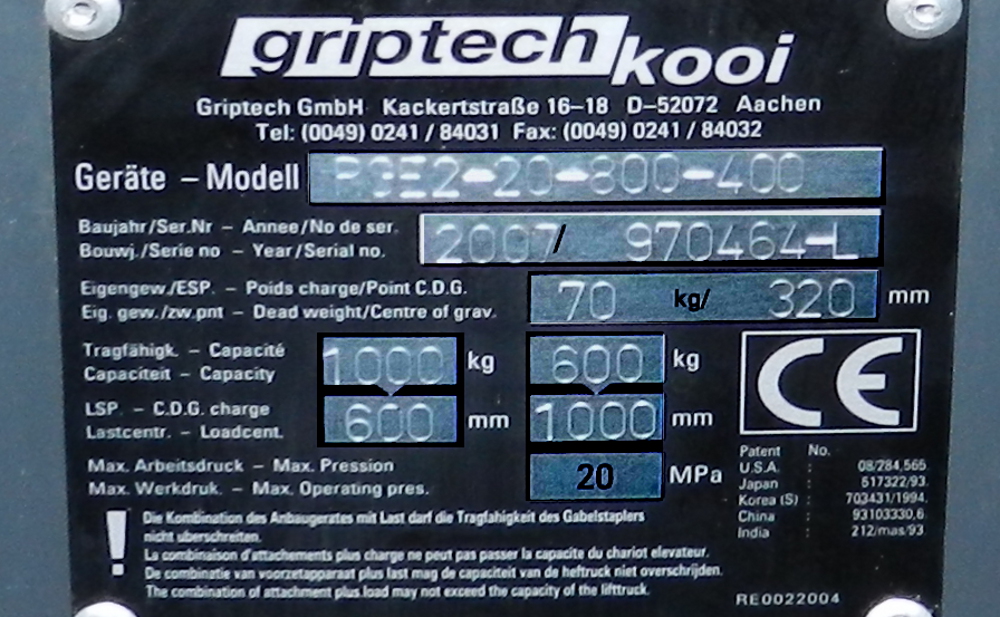 griptech kooi
Griptech GmbH Kackertstraße 16–18 D–52072 Aachen
Tel: (0049) 0241 / 84031 Fax: (0049) 0241 / 84032
Geräte – Modell RGE2-20-800-400
Baujahr/Ser.Nr – Annee/No de ser.
Bouwj./Serie no – Year/Serial no. 2007/ 970464-L
Eigengew./ESP. – Poids charge/Point C.D.G.
Eig. gew./zw.pnt – Dead weight/Centre of grav. 70 kg/ 320 mm
Tragfähigk. – Capacité
Capaciteit – Capacity 1000 kg 600 kg
LSP. – C.D.G. charge
Lastcentr. – Loadcent. 600 mm 1000 mm
CE
Max. Arbeitsdruck – Max. Pression
Max. Werkdruk. – Max. Operating pres. 20 MPa
Patent No.
U.S.A. : 08/284,565.
Japan : 517322/93.
Korea (S) : 703431/1994.
China : 93103330,6.
India : 212/mas/93.
! Die Kombination des Anbaugerates mit Last darf die Tragfahigkeit des Gabelstaplers
nicht uberschreiten.
La combinaison d'attachements plus charge ne peut pas passer la capacite du chariot elevateur.
De combinatie van voorzetapparaat plus last mag de capaciteit van de heftruck niet overschrijden.
The combination of attachment plus.load may not exceed the capacity of the lifttruck.
RE0022004